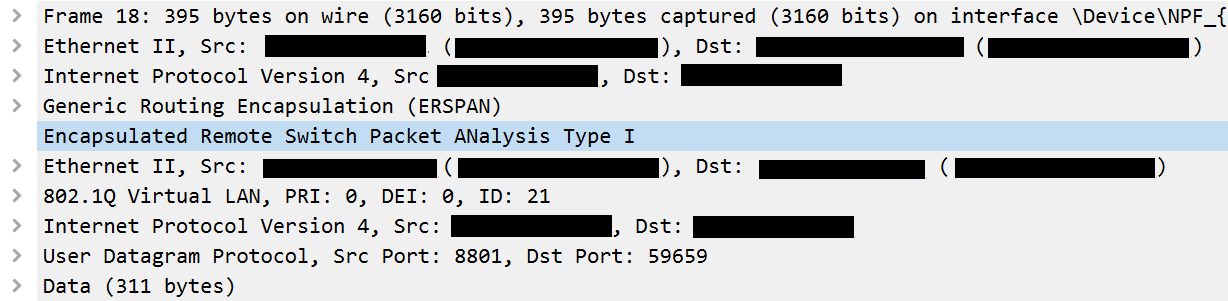 Frame 18: 395 bytes on wire (3160 bits), 395 bytes captured (3160 bits) on interface \Device\NPF_{
Ethernet II, Src: ( ), Dst: ( )
Internet Protocol Version 4, Src , Dst:
Generic Routing Encapsulation (ERSPAN)
Encapsulated Remote Switch Packet ANalysis Type I
Ethernet II, Src: ( ), Dst: ( )
802.1Q Virtual LAN, PRI: 0, DEI: 0, ID: 21
Internet Protocol Version 4, Src: , Dst:
User Datagram Protocol, Src Port: 8801, Dst Port: 59659
Data (311 bytes)